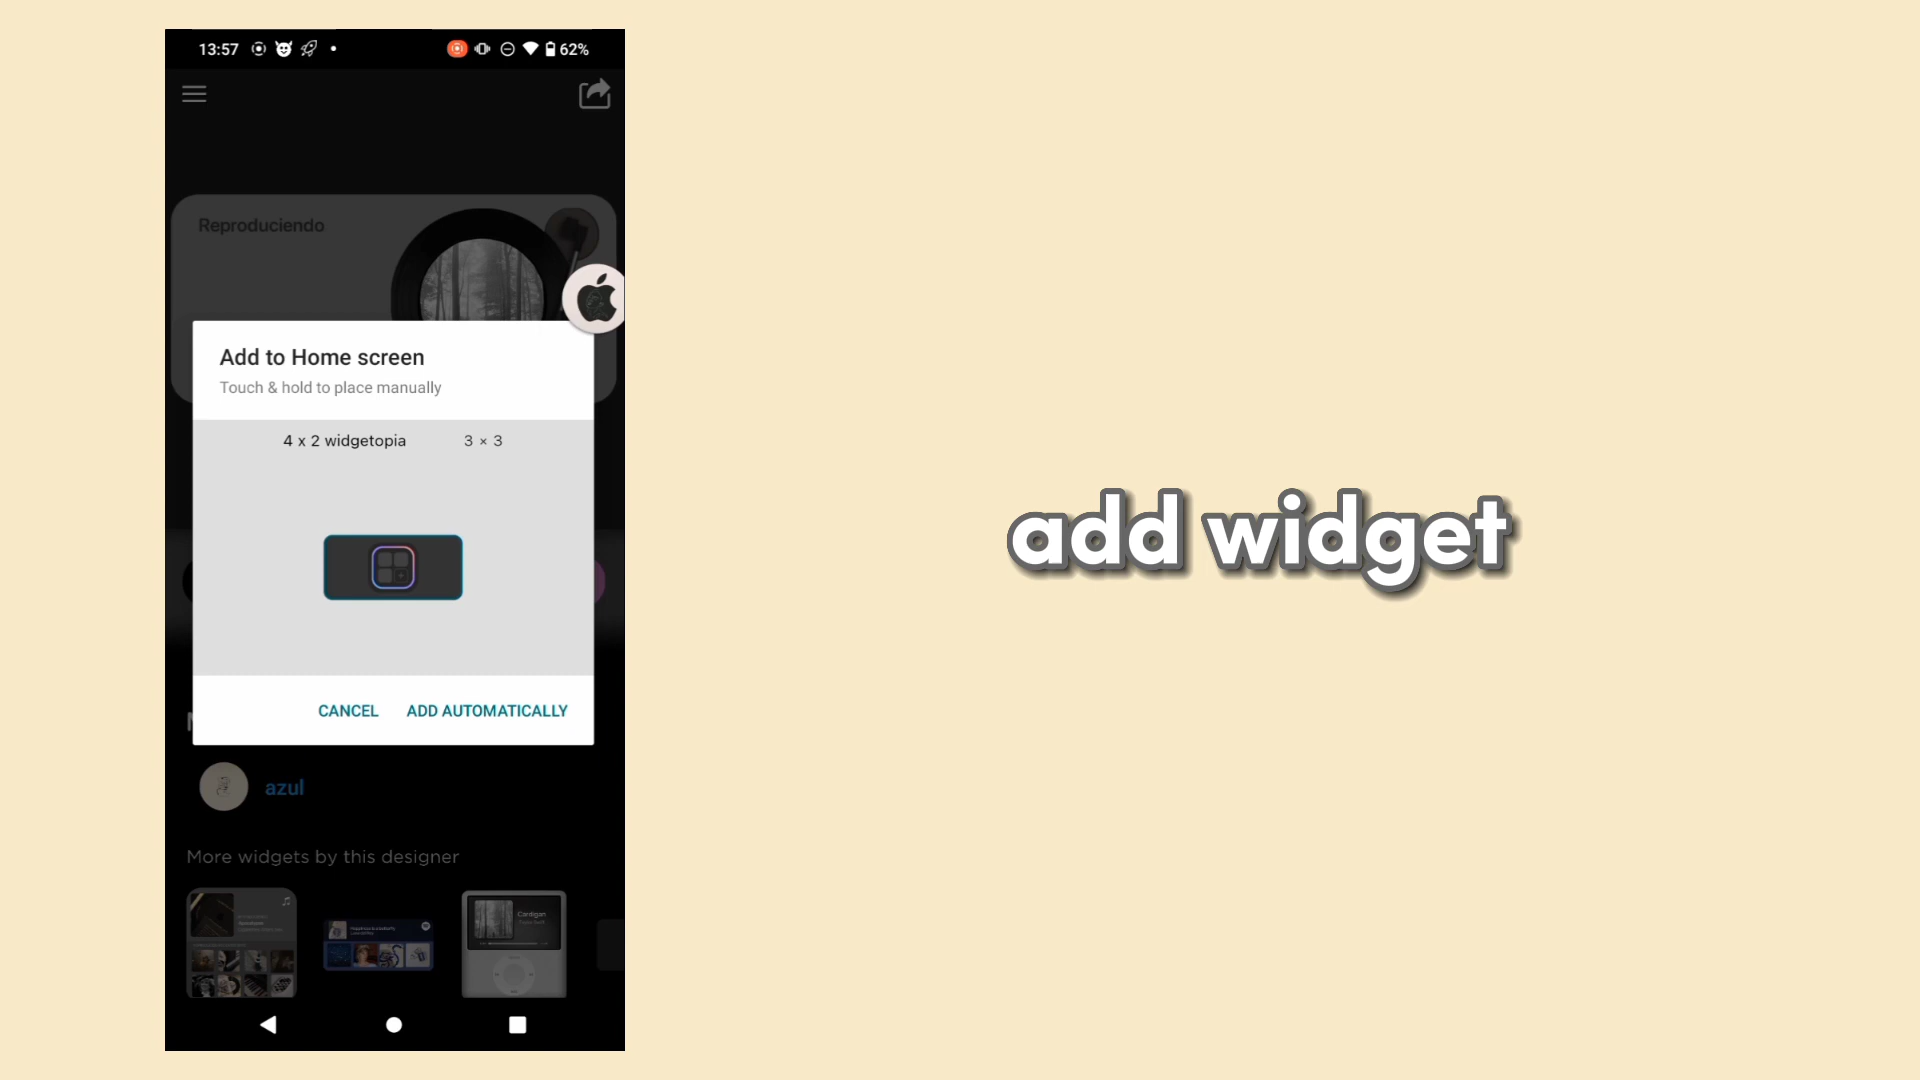 13:57
62%
Reproduciendo
Add to Home screen
Touch & hold to place manually
4 x 2 widgetopia 3 × 3
CANCEL ADD AUTOMATICALLY
azul
More widgets by this designer
Cardigan
add widget